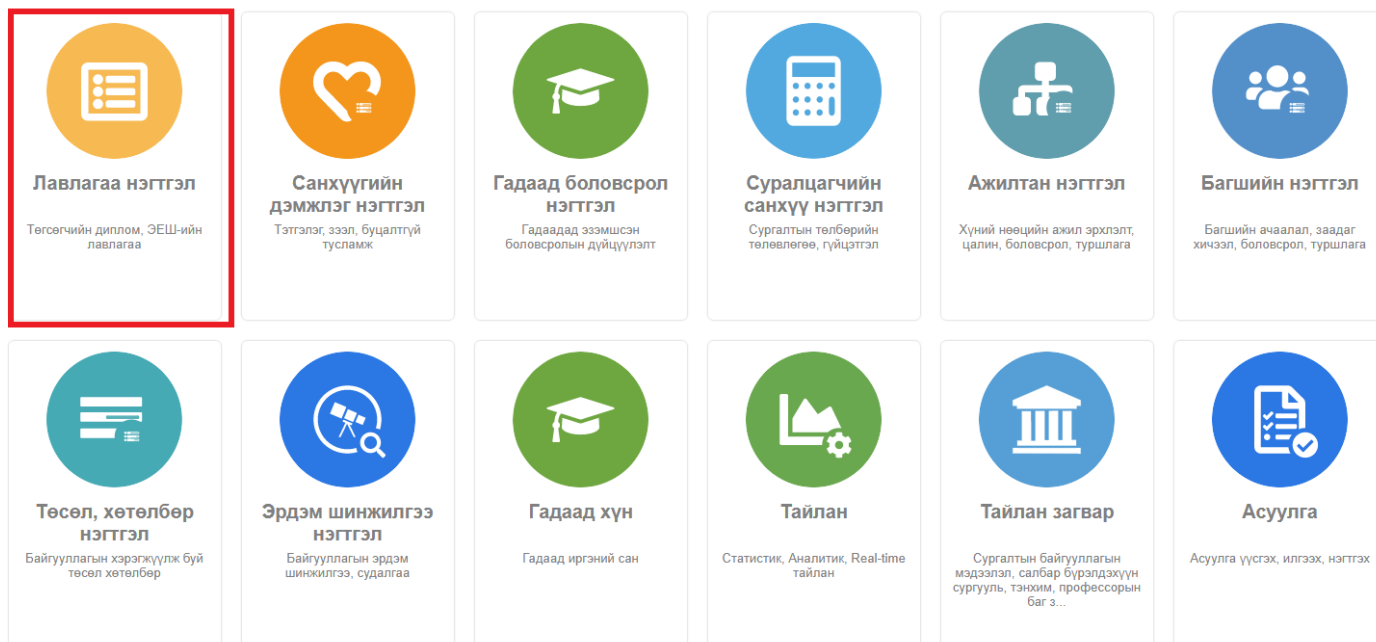 Лавлагаа нэгтгэл
Төгсөгчийн диплом, ЭЕШ-ийн
лавлагаа
Санхүүгийн
дэмжлэг нэгтгэл
Тэтгэлэг, зээл, буцалтгүй
тусламж
Гадаад боловсрол
нэгтгэл
Гадаадад эзэмшсэн
боловсролын дүйцүүлэлт
Суралцагчийн
санхүү нэгтгэл
Сургалтын төлбөрийн
төлөвлөгөө, гүйцэтгэл
Ажилтан нэгтгэл
Хүний нөөцийн ажил эрхлэлт,
цалин, боловсрол, туршлага
Багшийн нэгтгэл
Багшийн ачаалал, заадаг
хичээл, боловсрол, туршлага
Төсөл, хөтөлбөр
нэгтгэл
Байгууллагын хэрэгжүүлж буй
төсөл хөтөлбөр
Эрдэм шинжилгээ
нэгтгэл
Байгууллагын эрдэм
шинжилгээ, судалгаа
Гадаад хүн
Гадаад иргэний сан
Тайлан
Статистик, Аналитик, Real-time
тайлан
Тайлан загвар
Сургалтын байгууллагын
мэдээлэл, салбар бүрэлдэхүүн
сургууль, тэнхим, профессорын
баг з...
Асуулга
Асуулга үүсгэх, илгээх, нэгтгэх